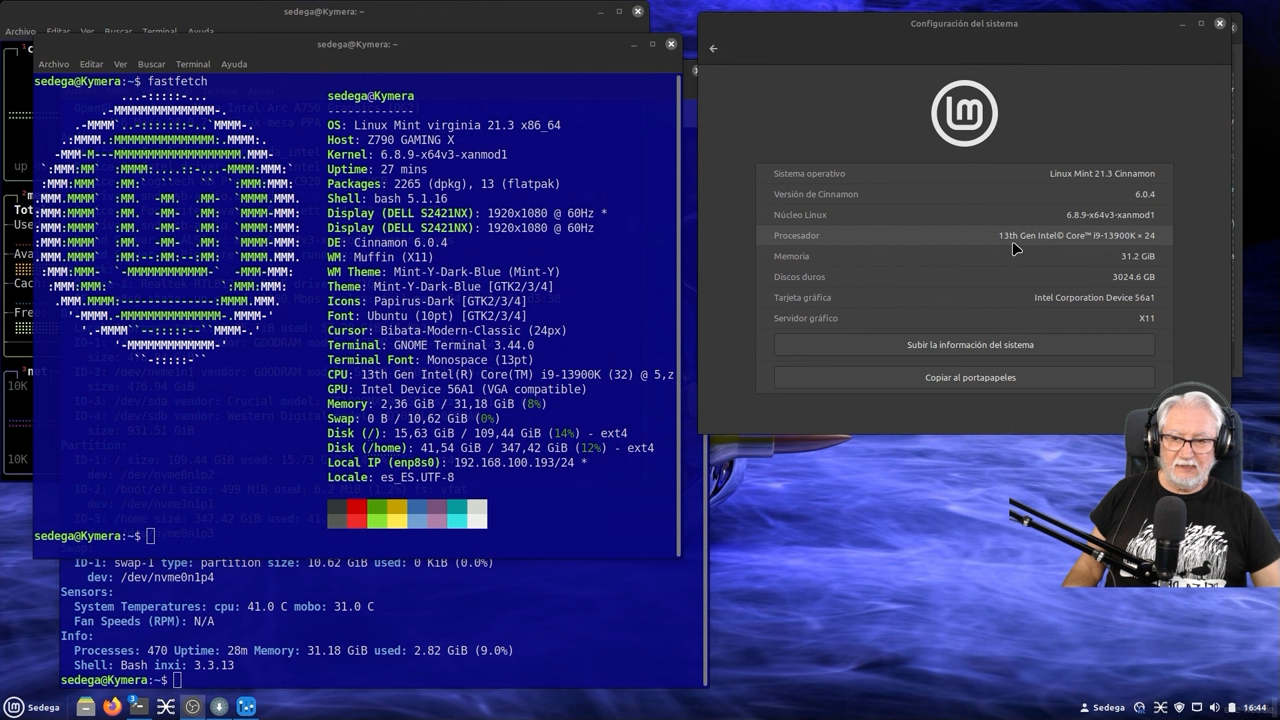 sedega@Kymera: ~
Archivo Editar Ver Buscar Terminal Ayuda
sedega@Kymera: ~
Archivo Editar Ver Buscar Terminal Ayuda
sedega@Kymera:~$ fastfetch
sedega@Kymera
-------------
OS: Linux Mint virginia 21.3 x86_64
Host: Z790 GAMING X
Kernel: 6.8.9-x64v3-xanmod1
Uptime: 27 mins
Packages: 2265 (dpkg), 13 (flatpak)
Shell: bash 5.1.16
Display (DELL S2421NX): 1920x1080 @ 60Hz *
Display (DELL S2421NX): 1920x1080 @ 60Hz
DE: Cinnamon 6.0.4
WM: Muffin (X11)
WM Theme: Mint-Y-Dark-Blue (Mint-Y)
Theme: Mint-Y-Dark-Blue [GTK2/3/4]
Icons: Papirus-Dark [GTK2/3/4]
Font: Ubuntu (10pt) [GTK2/3/4]
Cursor: Bibata-Modern-Classic (24px)
Terminal: GNOME Terminal 3.44.0
Terminal Font: Monospace (13pt)
CPU: 13th Gen Intel(R) Core(TM) i9-13900K (32) @ 5,z
GPU: Intel Device 56A1 (VGA compatible)
Memory: 2,36 GiB / 31,18 GiB (8%)
Swap: 0 B / 10,62 GiB (0%)
Disk (/): 15,63 GiB / 109,44 GiB (14%) - ext4
Disk (/home): 41,54 GiB / 347,42 GiB (12%) - ext4
Local IP (enp8s0): 192.168.100.193/24 *
Locale: es_ES.UTF-8
sedega@Kymera:~$
ID-1: swap-1 type: partition size: 10.62 GiB used: 0 KiB (0.0%)
dev: /dev/nvme0n1p4
Sensors:
System Temperatures: cpu: 41.0 C mobo: 31.0 C
Fan Speeds (RPM): N/A
Info:
Processes: 470 Uptime: 28m Memory: 31.18 GiB used: 2.82 GiB (9.0%)
Shell: Bash inxi: 3.3.13
sedega@Kymera:~$
Configuración del sistema
Sistema operativo Linux Mint 21.3 Cinnamon
Versión de Cinnamon 6.0.4
Núcleo Linux 6.8.9-x64v3-xanmod1
Procesador 13th Gen Intel© Core™ i9-13900K × 24
Memoria 31.2 GiB
Discos duros 3024.6 GB
Tarjeta gráfica Intel Corporation Device 56a1
Servidor gráfico X11
Subir la información del sistema
Copiar al portapapeles
Sedega
3
Sedega
16:44